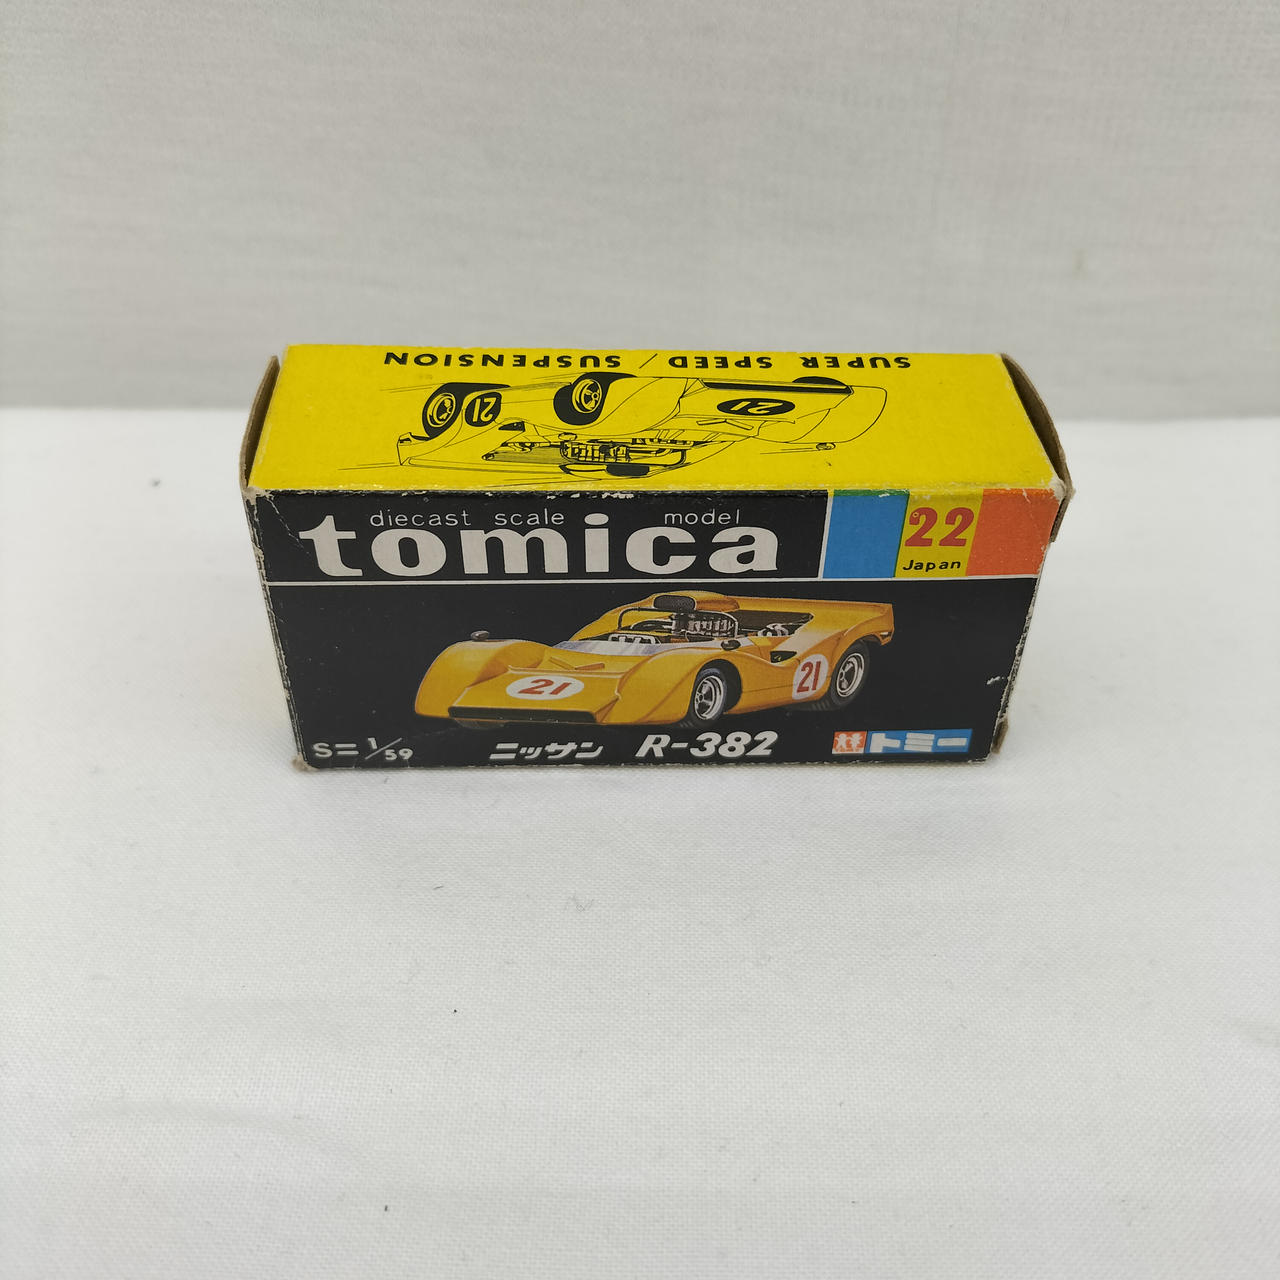 SUPER SPEED / SUSPENSION
21
21
diecast scale model
tomica
22
Japan
21
21
S=1/59
ニッサン R-382
トミー